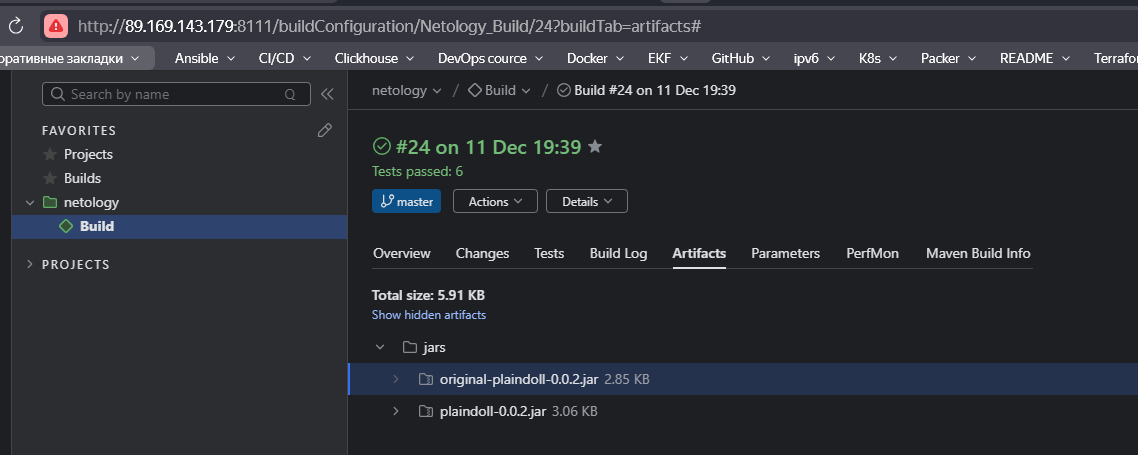 http://89.169.143.179:8111/buildConfiguration/Netology_Build/24?buildTab=artifacts#
оративные закладки Ansible CI/CD Clickhouse DevOps cource Docker EKF GitHub ipv6 K8s Packer README Terrafor
Search by name Q
netology / Build / Build #24 on 11 Dec 19:39
FAVORITES
Projects
Builds
netology
Build
PROJECTS
#24 on 11 Dec 19:39
Tests passed: 6
master Actions Details
Overview Changes Tests Build Log Artifacts Parameters PerfMon Maven Build Info
Total size: 5.91 KB
Show hidden artifacts
jars
original-plaindoll-0.0.2.jar 2.85 KB
plaindoll-0.0.2.jar 3.06 KB